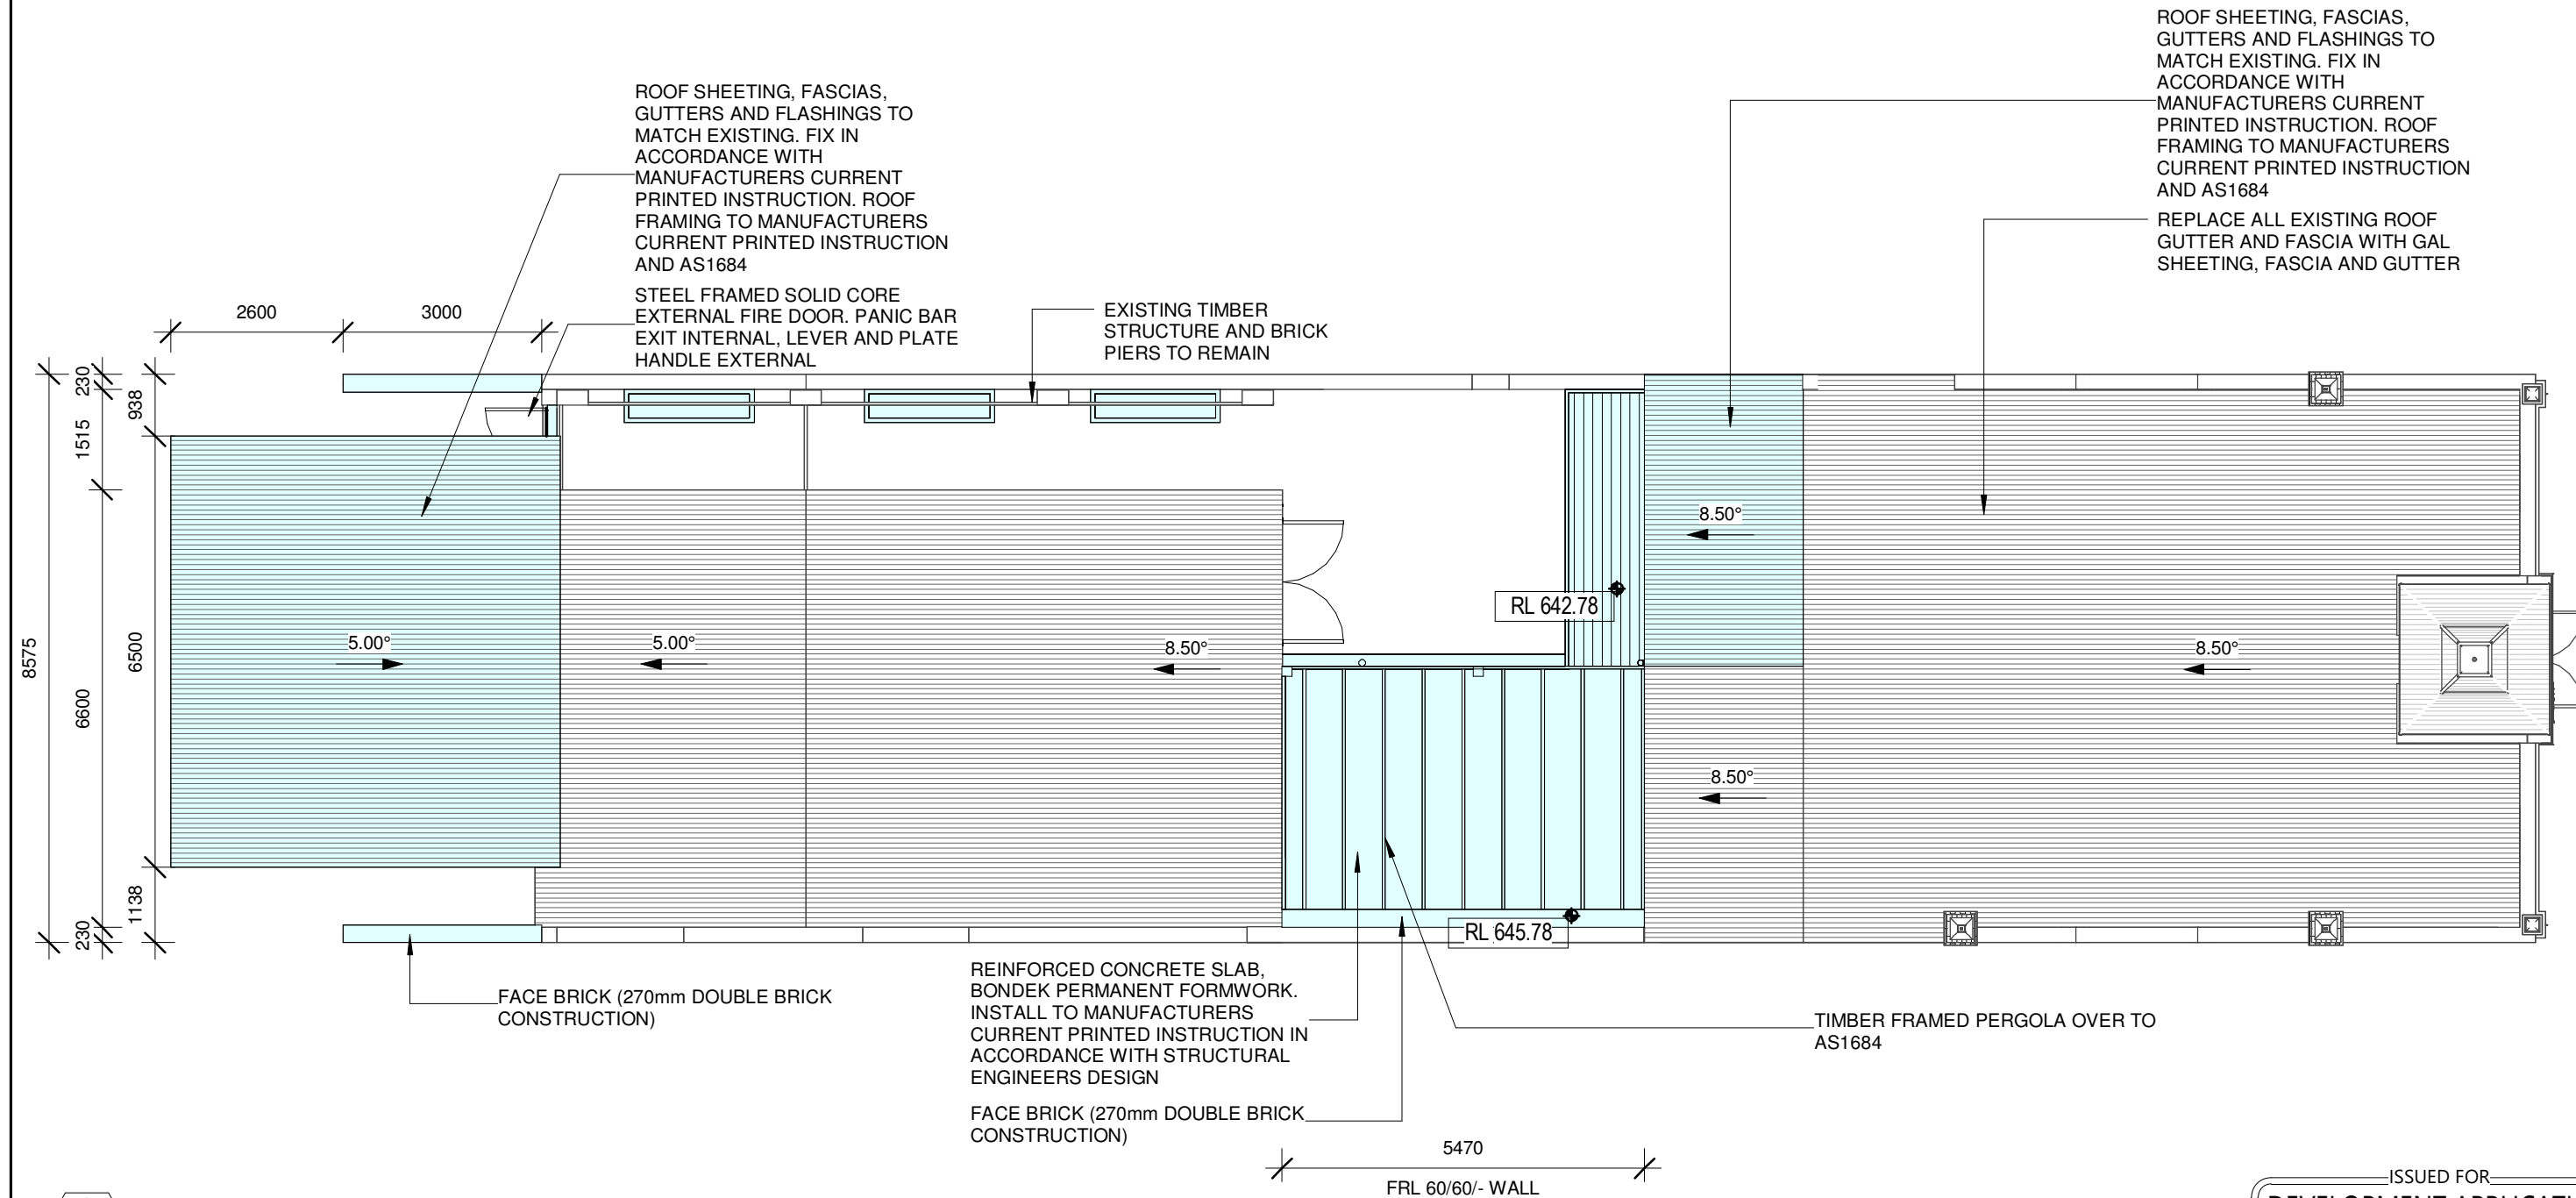 ROOF SHEETING, FASCIAS,
GUTTERS AND FLASHINGS TO
MATCH EXISTING. FIX IN
ACCORDANCE WITH
MANUFACTURERS CURRENT
PRINTED INSTRUCTION. ROOF
FRAMING TO MANUFACTURERS
CURRENT PRINTED INSTRUCTION
AND AS1684
STEEL FRAMED SOLID CORE
EXTERNAL FIRE DOOR. PANIC BAR
EXIT INTERNAL, LEVER AND PLATE
HANDLE EXTERNAL
EXISTING TIMBER
STRUCTURE AND BRICK
PIERS TO REMAIN
ROOF SHEETING, FASCIAS,
GUTTERS AND FLASHINGS TO
MATCH EXISTING. FIX IN
ACCORDANCE WITH
MANUFACTURERS CURRENT
PRINTED INSTRUCTION. ROOF
FRAMING TO MANUFACTURERS
CURRENT PRINTED INSTRUCTION
AND AS1684
REPLACE ALL EXISTING ROOF
GUTTER AND FASCIA WITH GAL
SHEETING, FASCIA AND GUTTER
2600
3000
8575
230
1515
6600
230
938
6500
1138
5.00°
5.00°
8.50°
8.50°
8.50°
8.50°
RL 642.78
RL 645.78
FACE BRICK (270mm DOUBLE BRICK
CONSTRUCTION)
REINFORCED CONCRETE SLAB,
BONDEK PERMANENT FORMWORK.
INSTALL TO MANUFACTURERS
CURRENT PRINTED INSTRUCTION IN
ACCORDANCE WITH STRUCTURAL
ENGINEERS DESIGN
FACE BRICK (270mm DOUBLE BRICK
CONSTRUCTION)
TIMBER FRAMED PERGOLA OVER TO
AS1684
5470
FRL 60/60/- WALL
ISSUED FOR